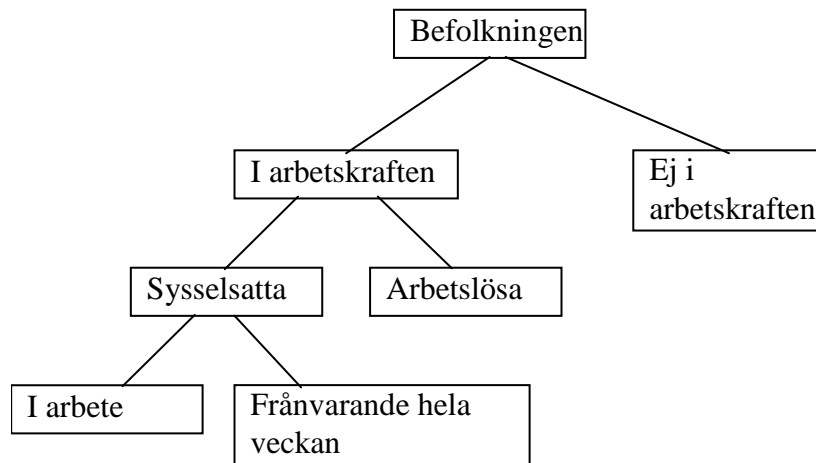 Befolkningen
I arbetskraften
Ej i
arbetskraften
Sysselsatta
Arbetslösa
I arbete
Frånvarande hela
veckan